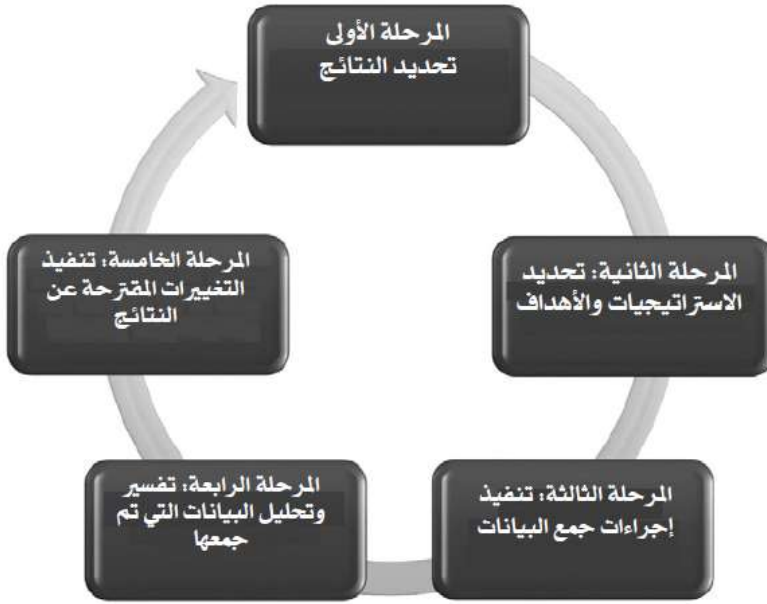 المرحلة الأولى
تحديد النتائج
المرحلة الثانية: تحديد
الاستراتيجيات والأهداف
المرحلة الثالثة: تنفيذ
إجراءات جمع البيانات
المرحلة الرابعة: تفسير
وتحليل البيانات التي تم
جمعها
المرحلة الخامسة: تنفيذ
التغييرات المقترحة عن
النتائج